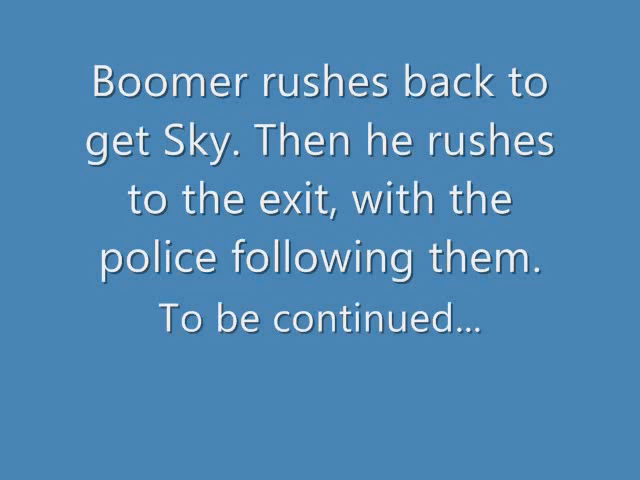 Boomer rushes back to
get Sky. Then he rushes
to the exit, with the
police following them.
To be continued...